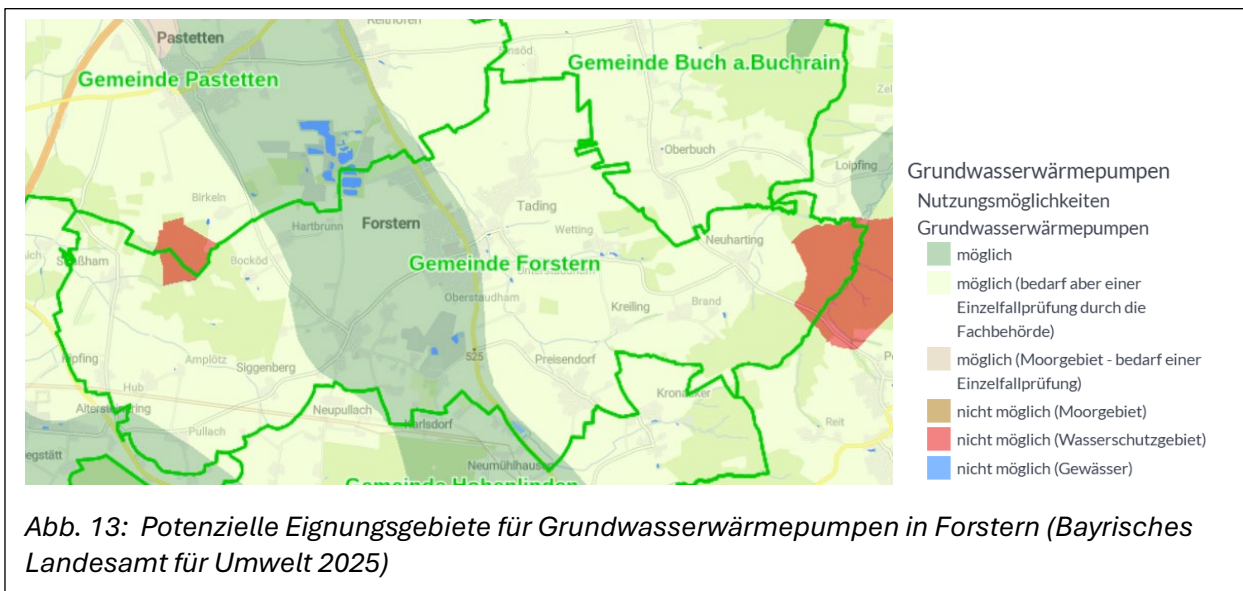 Pastetten
Reithofen
Gemeinde Pastetten
Gemeinde Buch a.Buchrain
Oberbuch
Loipfing
Birkeln
Hartbrunn
Forstern
Tading
Wetting
Neuharting
Bocköd
Gemeinde Forstern
Oberstaudham
Kreiling
Brand
Amplötz
Siggenberg
525
Preisendorf
Hub
Neupullach
Kronacker
Pullach
Karlsdorf
Reit
Neumühlhausen
Gemeinde Hohenlinden
Grundwasserwärmepumpen
Nutzungsmöglichkeiten
Grundwasserwärmepumpen
möglich
möglich (bedarf aber einer
Einzelfallprüfung durch die
Fachbehörde)
möglich (Moorgebiet - bedarf einer
Einzelfallprüfung)
nicht möglich (Moorgebiet)
nicht möglich (Wasserschutzgebiet)
nicht möglich (Gewässer)
Abb. 13: Potenzielle Eignungsgebiete für Grundwasserwärmepumpen in Forstern (Bayrisches
Landesamt für Umwelt 2025)